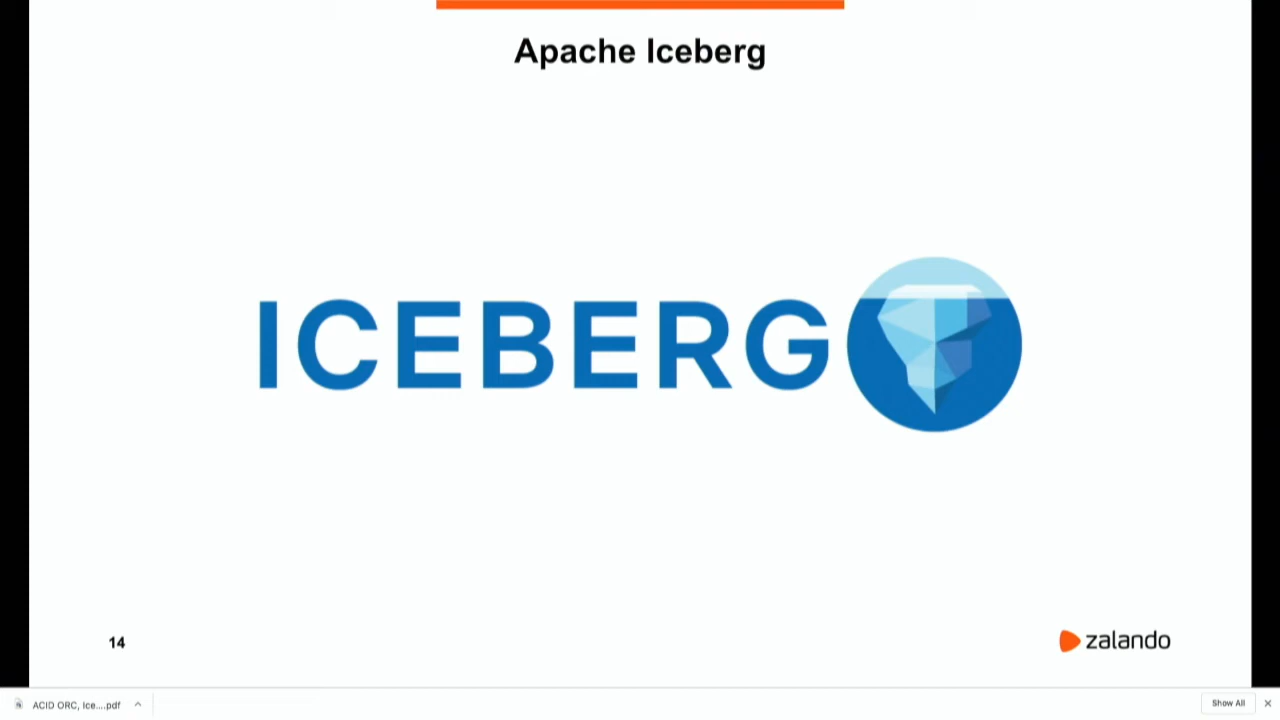 Apache Iceberg
ICEBERG
14
zalando
ACID ORC, Ice....pdf
Show All